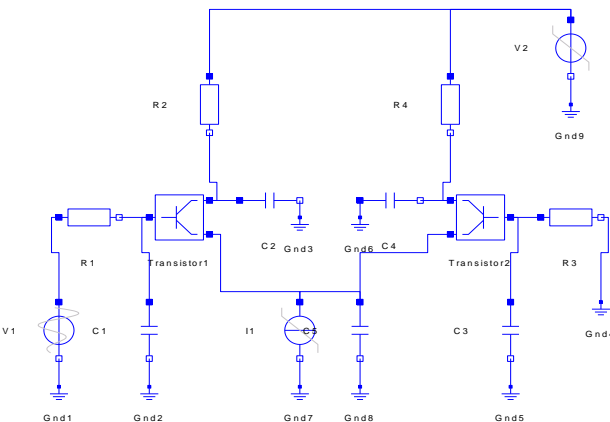 V2
R2
R4
Gnd9
C2
Gnd3
Gnd6
C4
R1
Transistor1
Transistor2
R3
V1
C1
I1
C5
C3
Gnd4
Gnd1
Gnd2
Gnd7
Gnd8
Gnd5